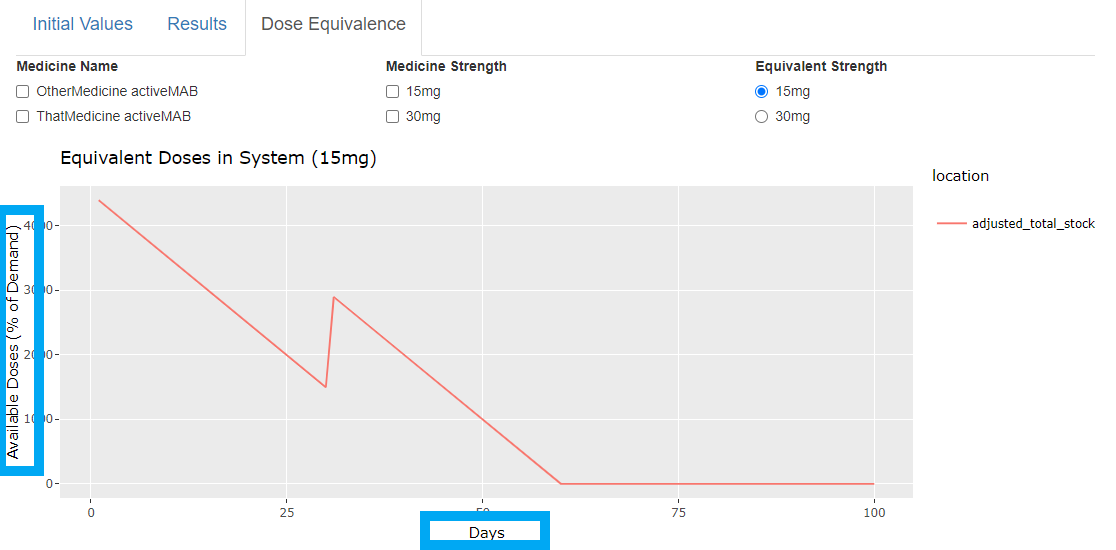 Initial Values Results Dose Equivalence
Medicine Name Medicine Strength Equivalent Strength
OtherMedicine activeMAB 15mg 15mg
ThatMedicine activeMAB 30mg 30mg
Equivalent Doses in System (15mg)
location
adjusted_total_stock
Available Doses (% of Demand)
4000
3000
2000
1000
0
0 25 50 75 100
Days